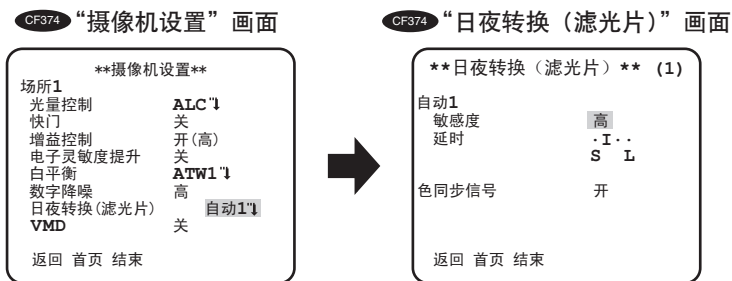 CF374 “摄像机设置”画面
**摄像机设置**
场所1
光量控制 ALC
快门 关
增益控制 开(高)
电子灵敏度提升 关
白平衡 ATW1
数字降噪 高
日夜转换(滤光片) 自动1
VMD 关
返回 首页 结束
CF374 “日夜转换（滤光片）”画面
**日夜转换（滤光片）** (1)
自动1
敏感度 高
延时 ·I··
S L
色同步信号 开
返回 首页 结束